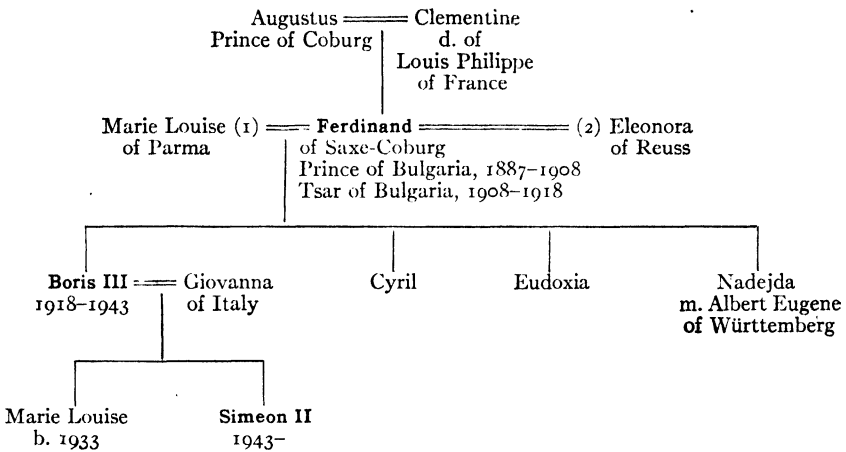 Augustus Clementine
Prince of Coburg d. of
Louis Philippe
of France
Marie Louise (1) Ferdinand (2) Eleonora
of Parma of Saxe-Coburg of Reuss
Prince of Bulgaria, 1887–1908
Tsar of Bulgaria, 1908–1918
Boris III Giovanna Cyril Eudoxia Nadejda
1918–1943 of Italy m. Albert Eugene
of Württemberg
Marie Louise Simeon II
b. 1933 1943–